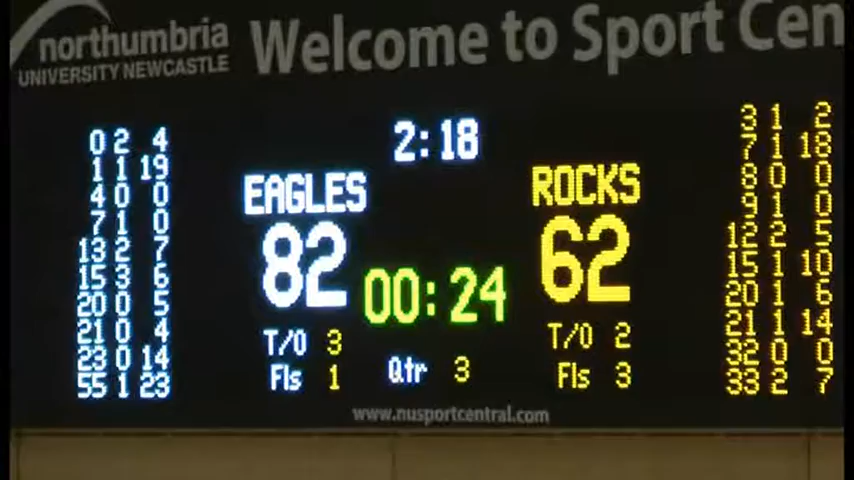 northumbria
UNIVERSITY NEWCASTLE
Welcome to Sport Cen
2:18
EAGLES 82
ROCKS 62
00:24
T/O 3
Fls 1
Qtr 3
T/O 2
Fls 3
0 2 4
1 1 19
4 0 0
7 1 0
13 2 7
15 3 6
20 0 5
21 0 4
23 0 14
55 1 23
3 1 2
7 1 18
8 0 0
9 1 0
12 2 5
15 1 10
20 1 6
21 1 14
32 0 0
33 2 7
www.nusportcentral.com